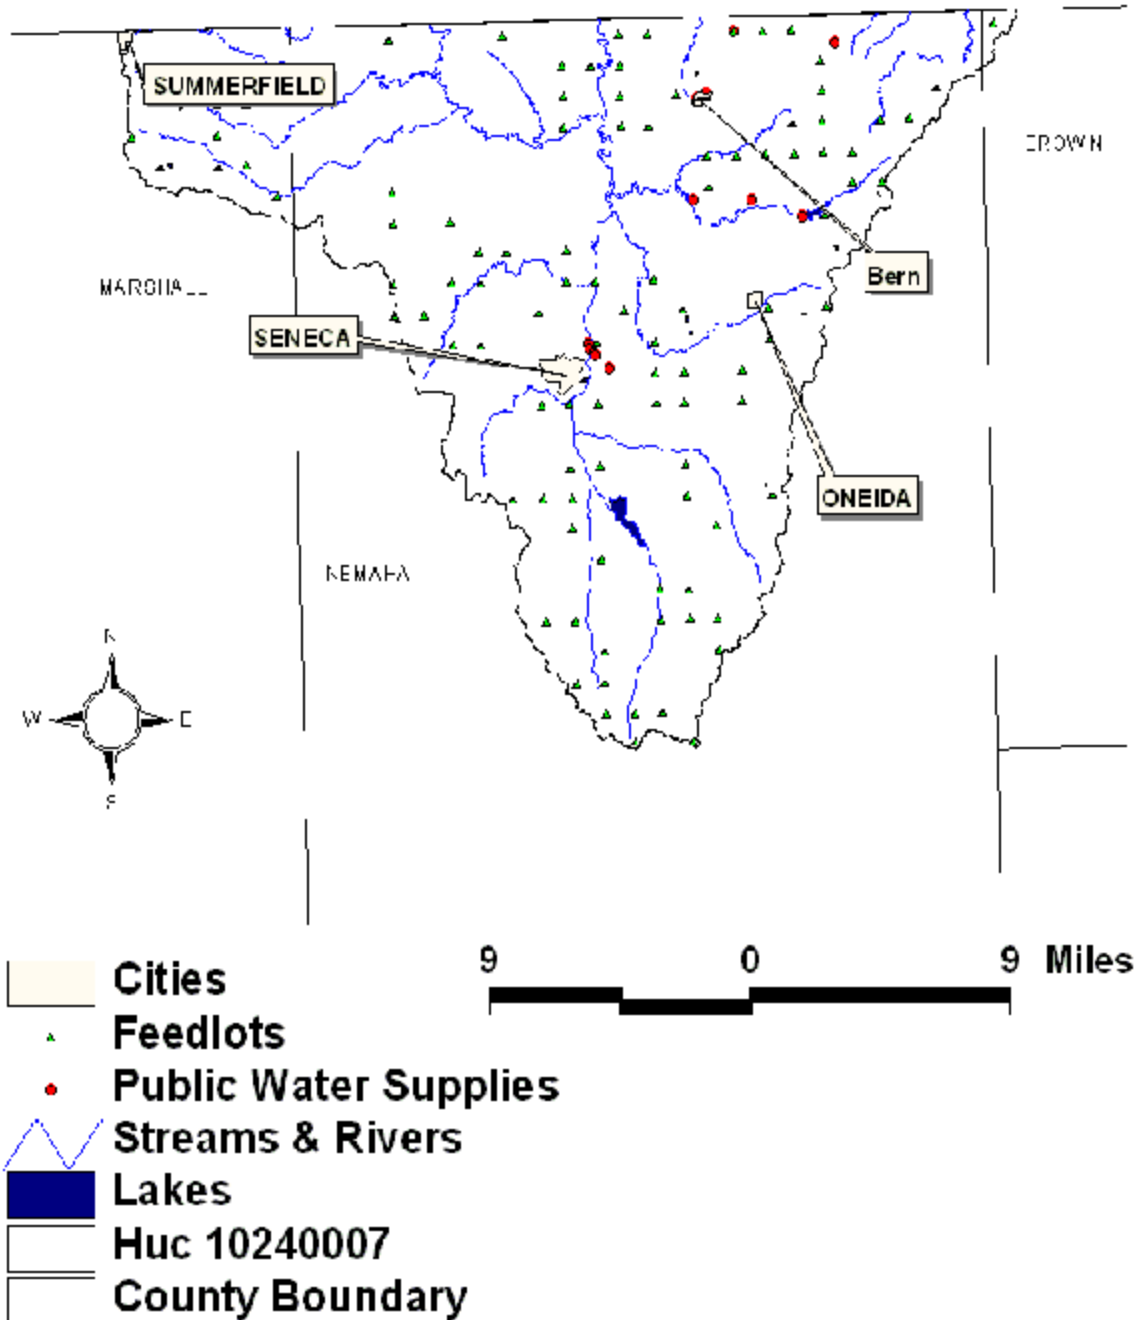 SUMMERFIELD
BROWN
Bern
MARSHALL
SENECA
ONEIDA
NEMAHA
N
W E
S
9 0 9 Miles
Cities
Feedlots
Public Water Supplies
Streams & Rivers
Lakes
Huc 10240007
County Boundary